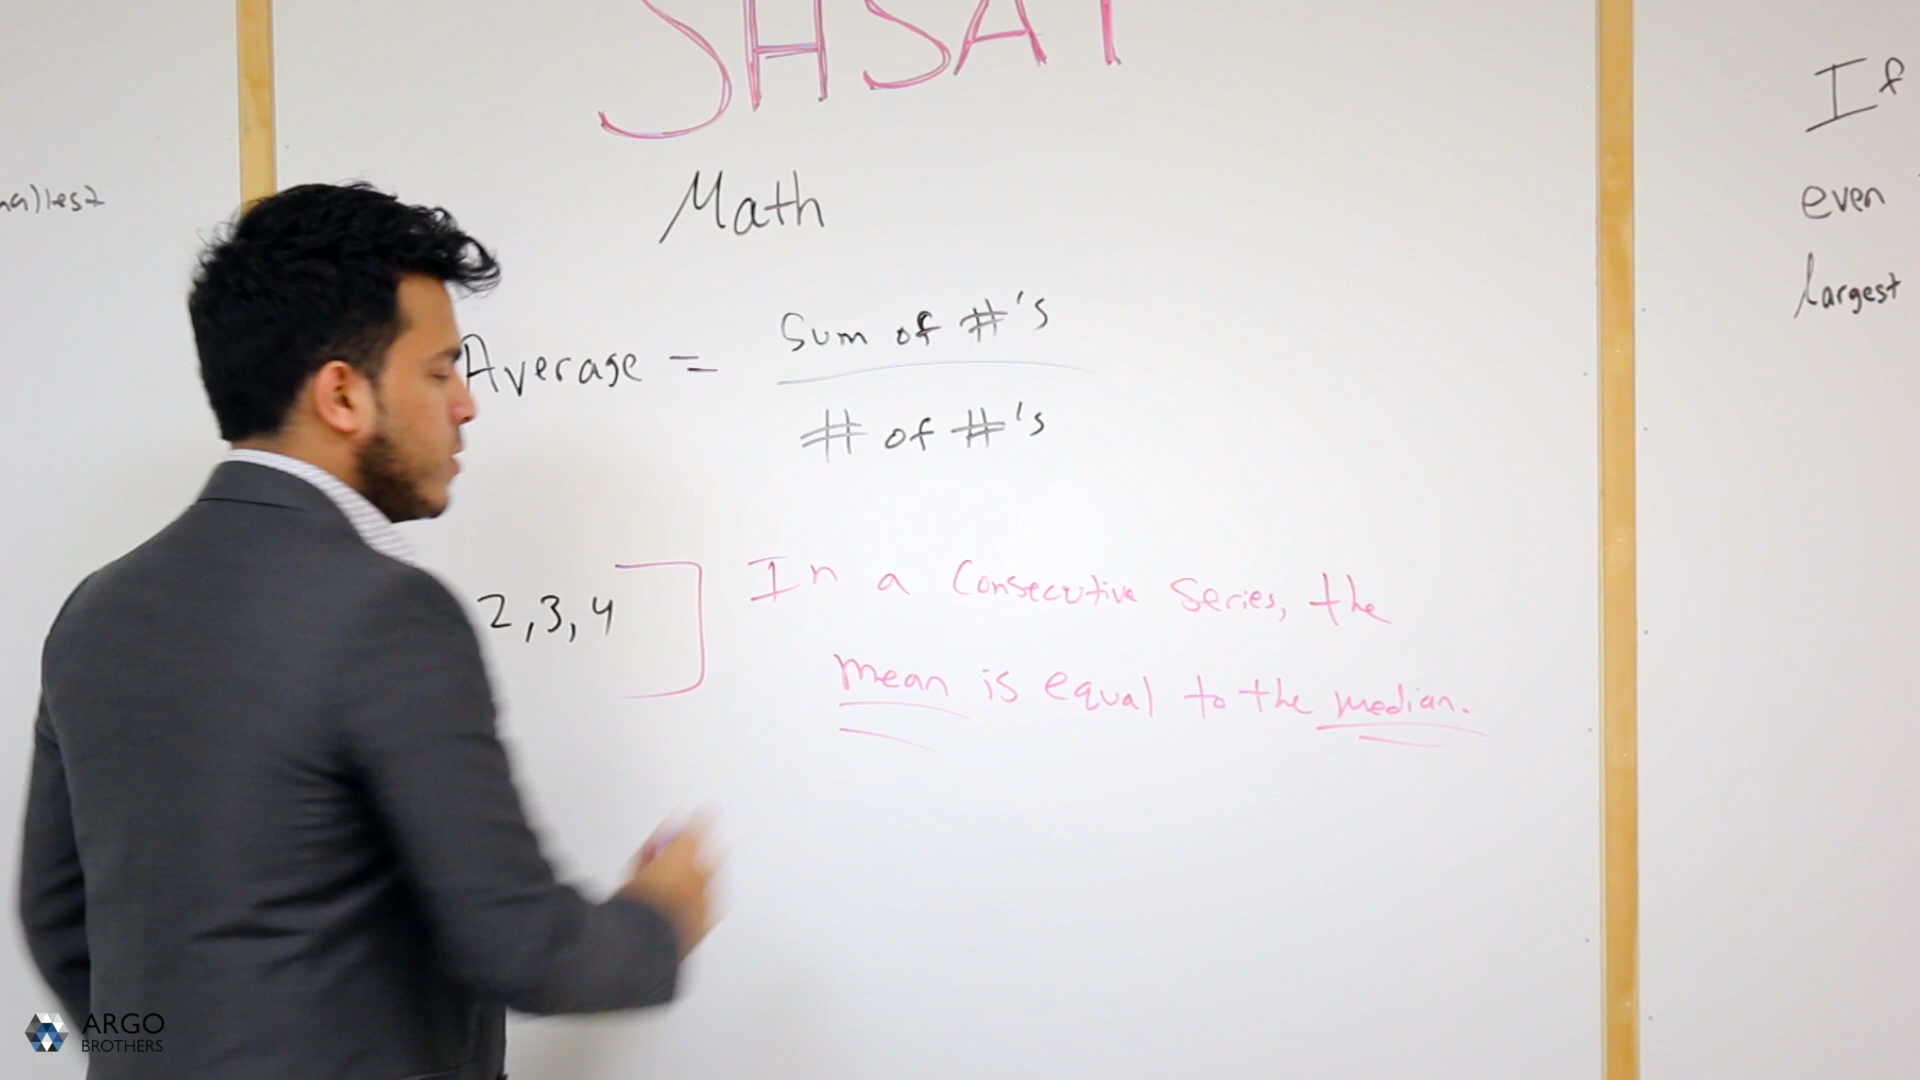 SHSAT
Math
Average = Sum of #'s
# of #'s
2,3,4
In a Consecutive Series, the
mean is equal to the median.
If
even
largest
ARGO
BROTHERS